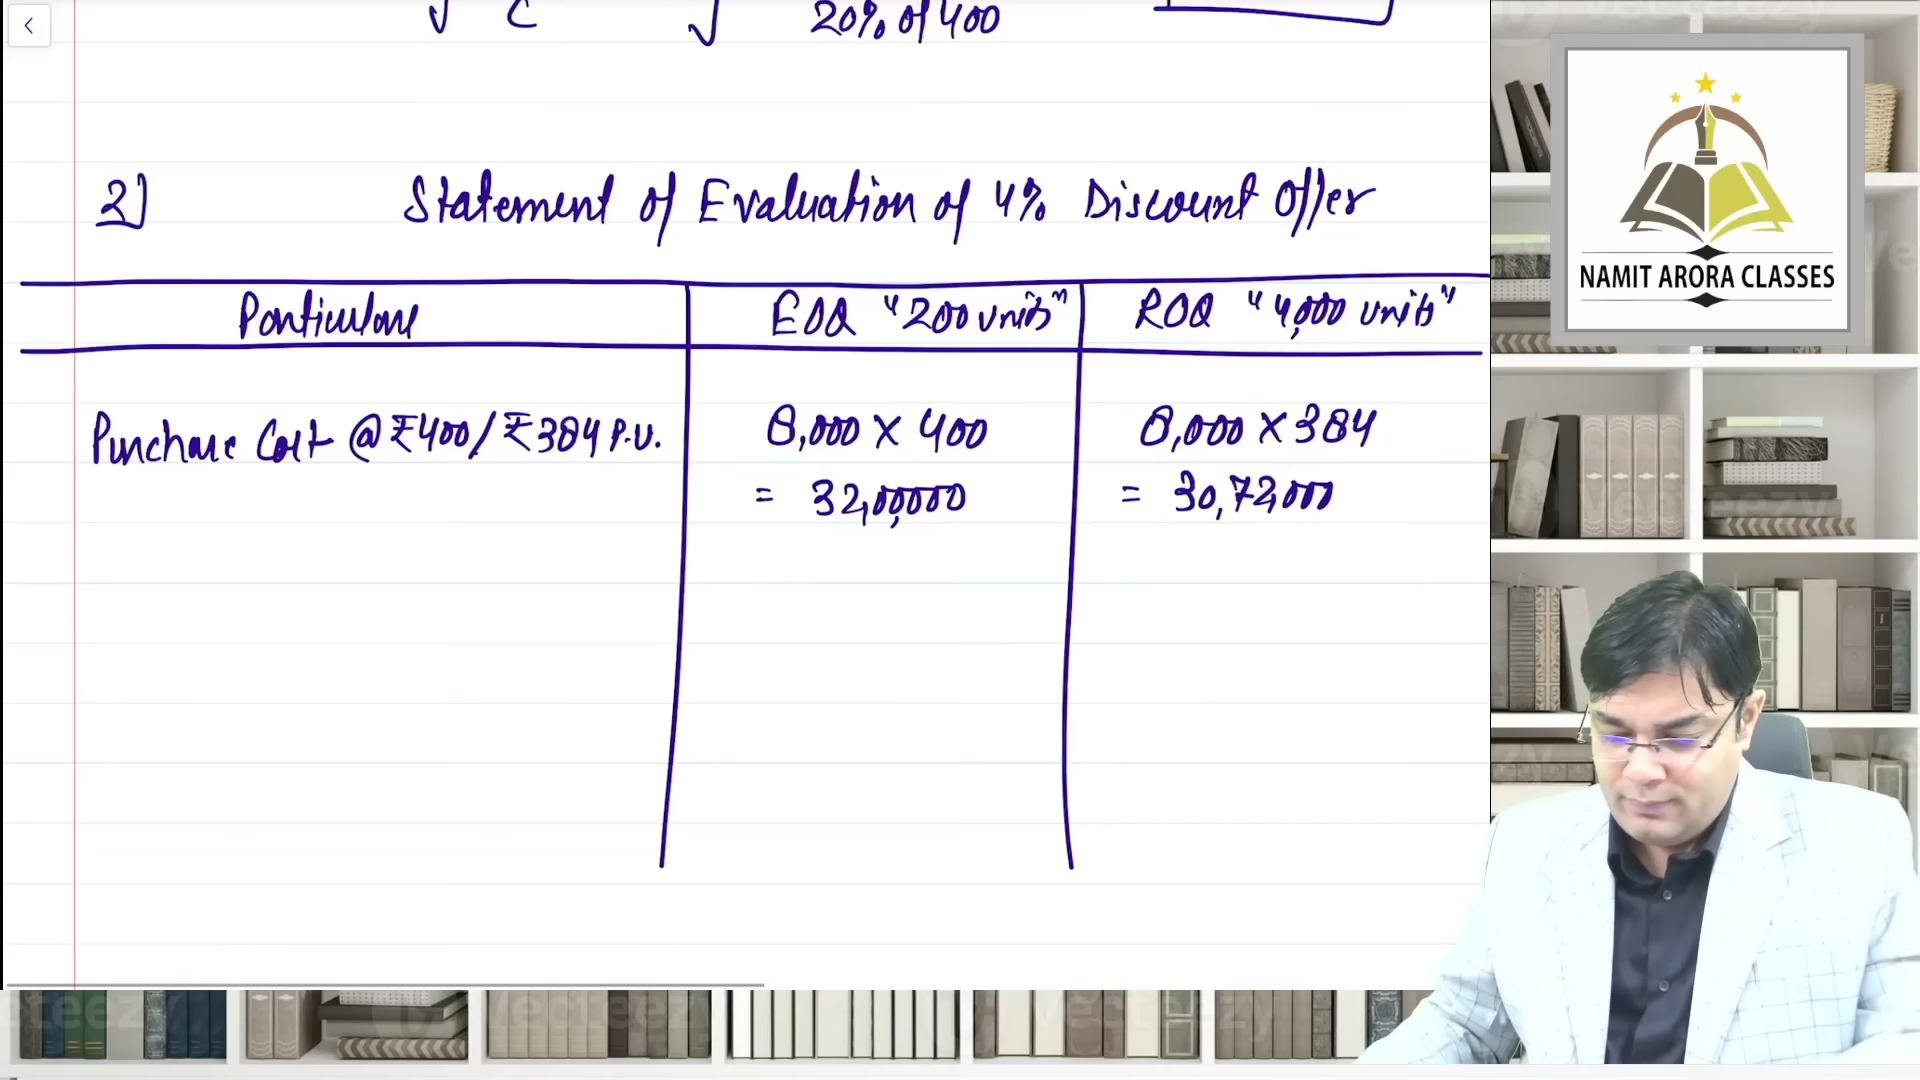 √ C √ 20% of 400
2] Statement of Evaluation of 4% Discount Offer
Particulars EOQ "200 units" ROQ "4,000 units"
Purchase Cost @ ₹400/₹384 P.U. 8,000 × 400 8,000 × 384
= 32,00,000 = 30,72,000
NAMIT ARORA CLASSES